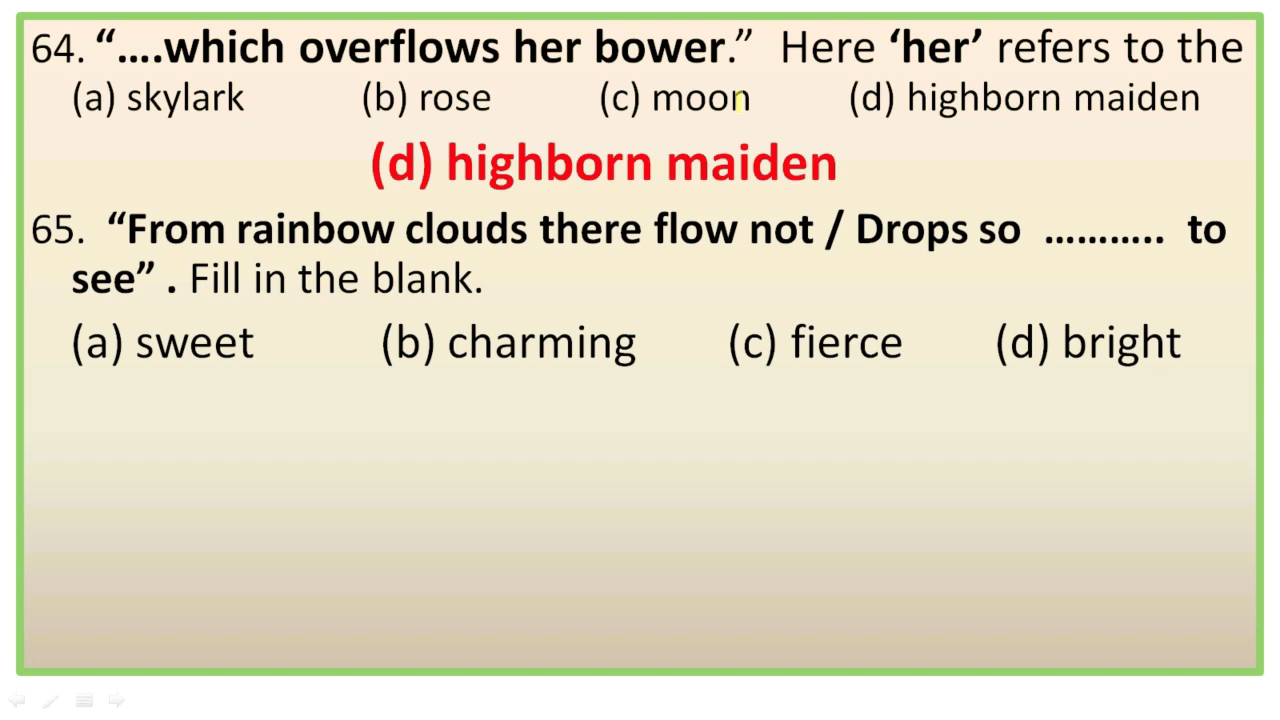 64. “....which overflows her bower.” Here ‘her’ refers to the
(a) skylark (b) rose (c) moon (d) highborn maiden
(d) highborn maiden
65. “From rainbow clouds there flow not / Drops so ……….. to
see” . Fill in the blank.
(a) sweet (b) charming (c) fierce (d) bright